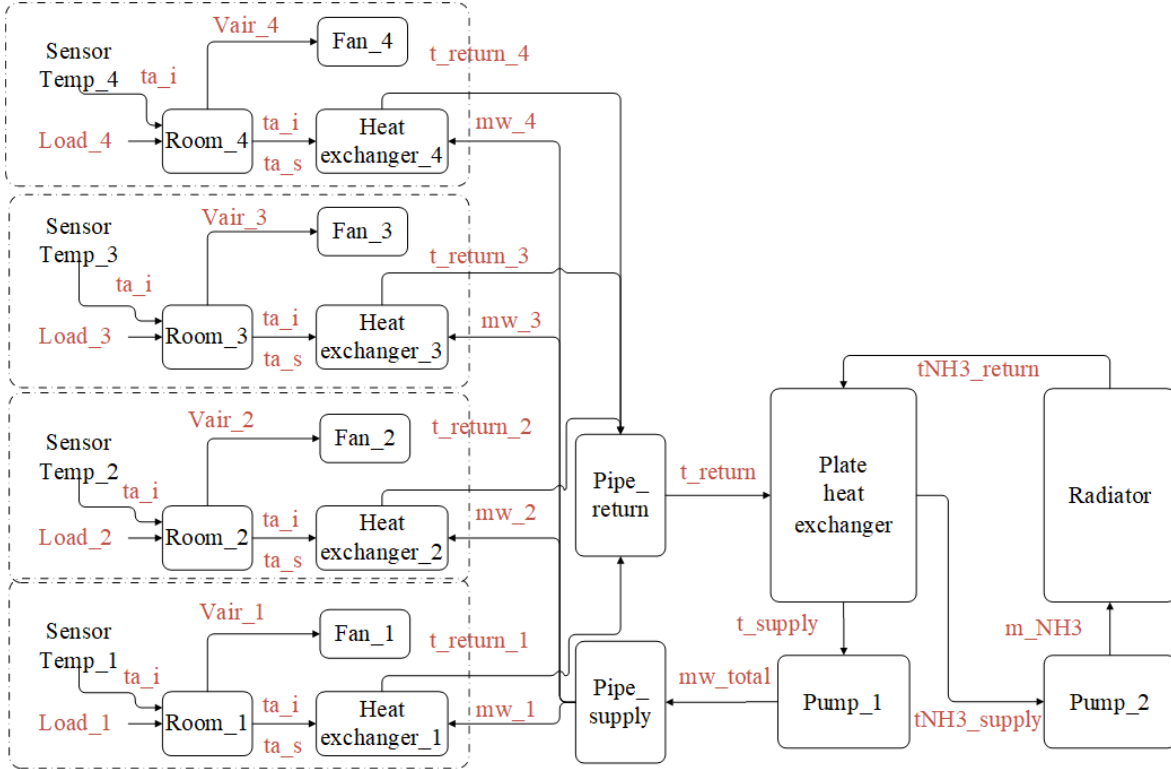 Vair_4
Fan_4
Sensor
Temp_4
t_return_4
ta_i
Load_4
Room_4
ta_i
ta_s
Heat
exchanger_4
mw_4
Vair_3
Fan_3
Sensor
Temp_3
t_return_3
ta_i
Load_3
Room_3
ta_i
ta_s
Heat
exchanger_3
mw_3
Vair_2
Fan_2
Sensor
Temp_2
t_return_2
ta_i
Load_2
Room_2
ta_i
ta_s
Heat
exchanger_2
mw_2
Vair_1
Fan_1
Sensor
Temp_1
t_return_1
ta_i
Load_1
Room_1
ta_i
ta_s
Heat
exchanger_1
mw_1
Pipe_
return
t_return
Pipe_
supply
mw_total
Plate
heat
exchanger
t_supply
Pump_1
tNH3_return
Radiator
m_NH3
tNH3_supply
Pump_2